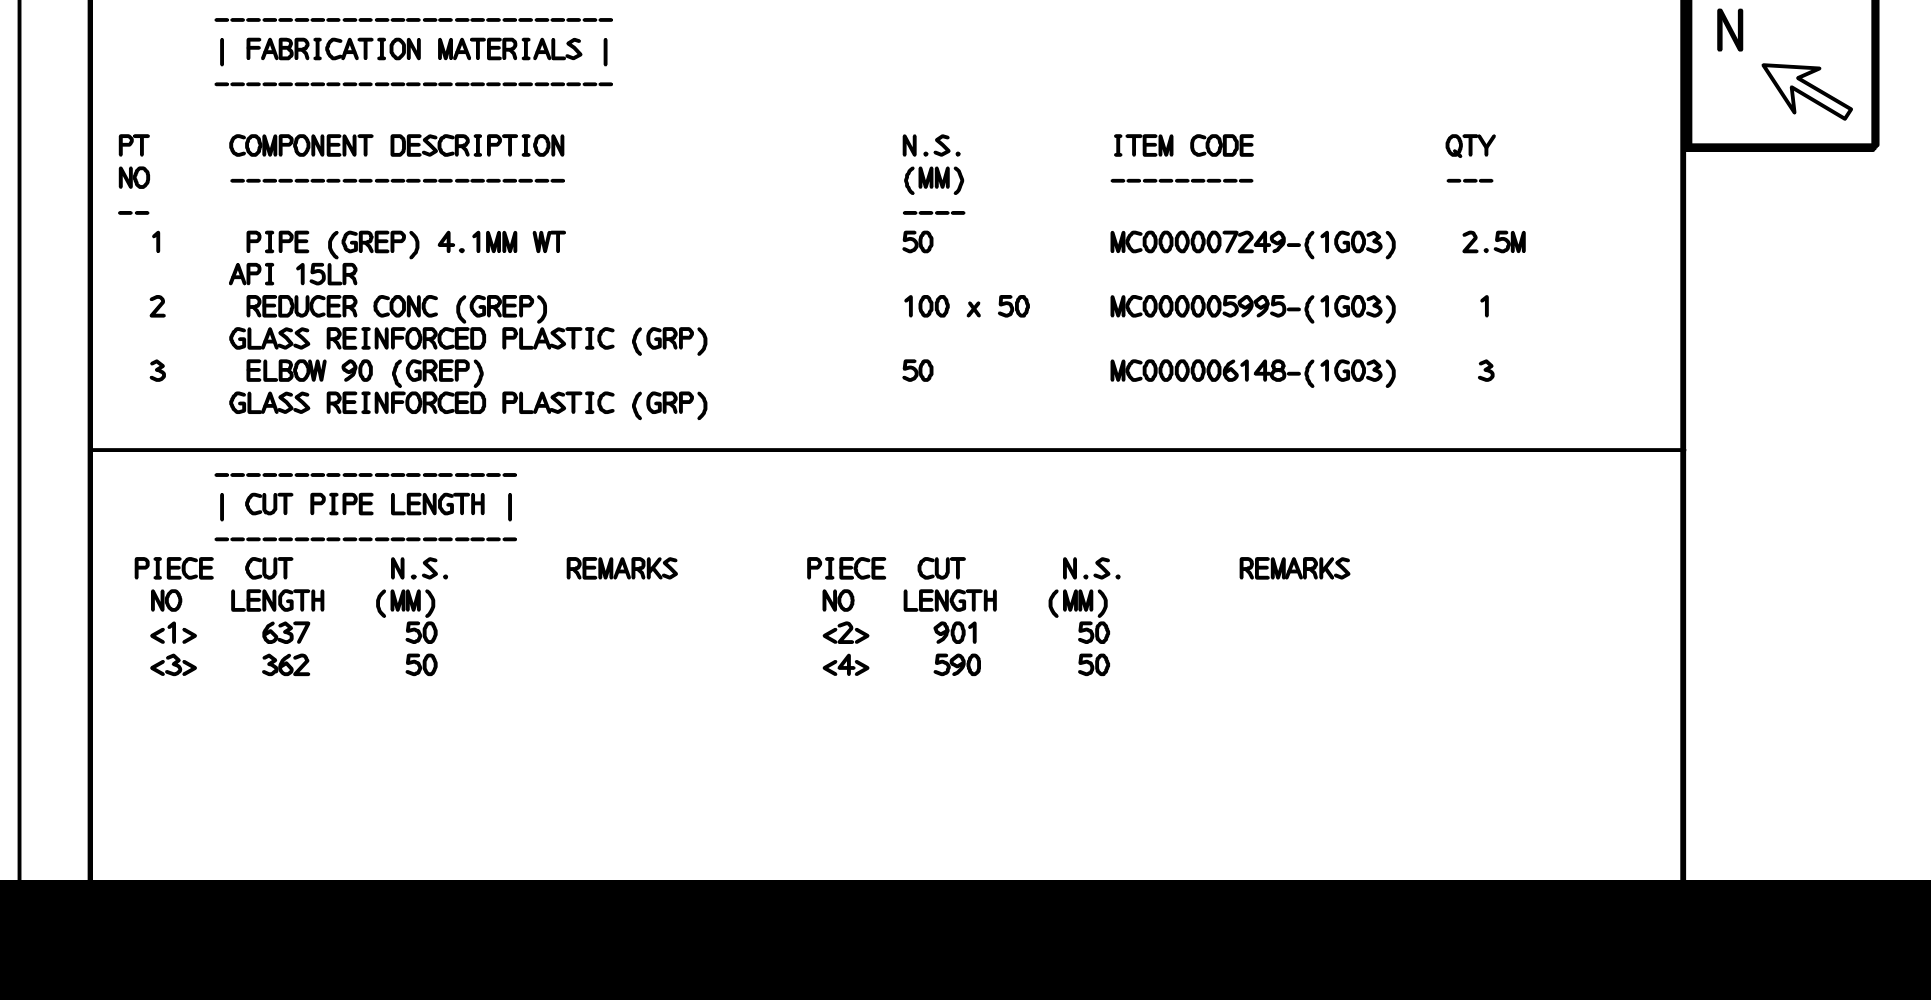 --------------------------
| FABRICATION MATERIALS |
--------------------------
N
PT COMPONENT DESCRIPTION N.S. ITEM CODE QTY
NO --------------------- (MM) --------- ---
-- ----
1 PIPE (GREP) 4.1MM WT 50 MC000007249-(1G03) 2.5M
API 15LR
2 REDUCER CONC (GREP) 100 x 50 MC000005995-(1G03) 1
GLASS REINFORCED PLASTIC (GRP)
3 ELBOW 90 (GREP) 50 MC000006148-(1G03) 3
GLASS REINFORCED PLASTIC (GRP)
-------------------
| CUT PIPE LENGTH |
-------------------
PIECE CUT N.S. REMARKS PIECE CUT N.S. REMARKS
NO LENGTH (MM) NO LENGTH (MM)
<1> 637 50 <2> 901 50
<3> 362 50 <4> 590 50